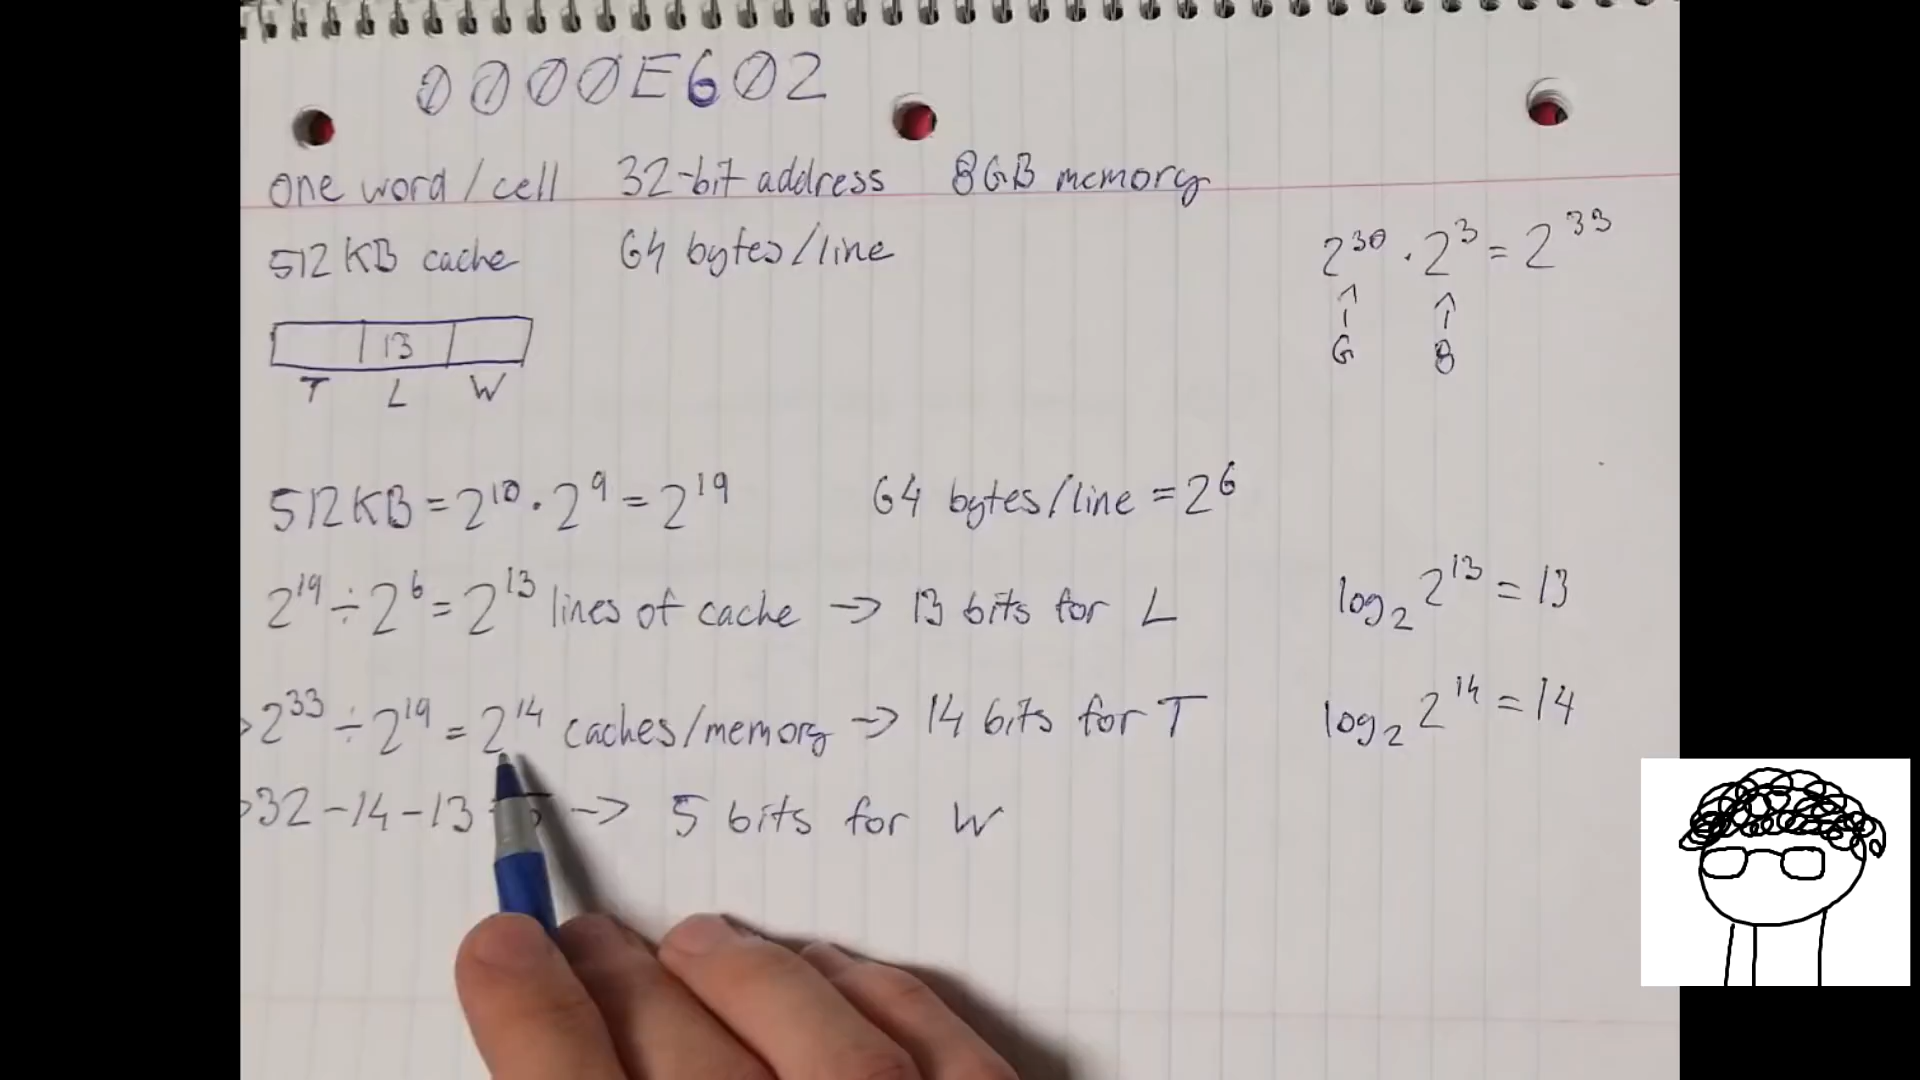 0000E602
one word/cell 32-bit address 8GB memory
512KB cache 64 bytes/line
2^30 · 2^3 = 2^33
G 8
13
T L W
512KB = 2^10 · 2^9 = 2^19 64 bytes/line = 2^6
2^19 ÷ 2^6 = 2^13 lines of cache -> 13 bits for L log₂ 2^13 = 13
2^33 ÷ 2^19 = 2^14 caches/memory -> 14 bits for T log₂ 2^14 = 14
32 - 14 - 13 -> 5 bits for W